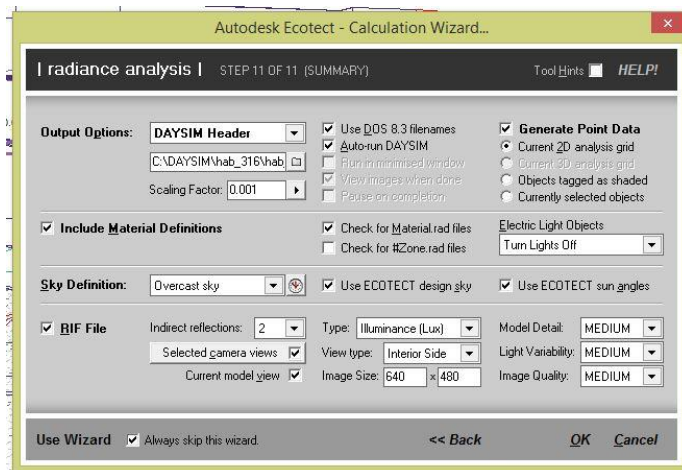 Autodesk Ecotect - Calculation Wizard...
| radiance analysis | STEP 11 OF 11 (SUMMARY) Tool Hints HELP!
Output Options: DAYSIM Header Use DOS 8.3 filenames Generate Point Data
Auto-run DAYSIM Current 2D analysis grid
C:\DAYSIM\hab_316\hab_ Run in minimised window Current 3D analysis grid
View images when done Objects tagged as shaded
Scaling Factor: 0.001 Pause on completion Currently selected objects
Include Material Definitions Check for Material.rad files Electric Light Objects
Check for #Zone.rad files Turn Lights Off
Sky Definition: Overcast sky Use ECOTECT design sky Use ECOTECT sun angles
RIF File Indirect reflections: 2 Type: Illuminance (Lux) Model Detail: MEDIUM
Selected camera views View type: Interior Side Light Variability: MEDIUM
Current model view Image Size: 640 x 480 Image Quality: MEDIUM
Use Wizard Always skip this wizard. << Back OK Cancel